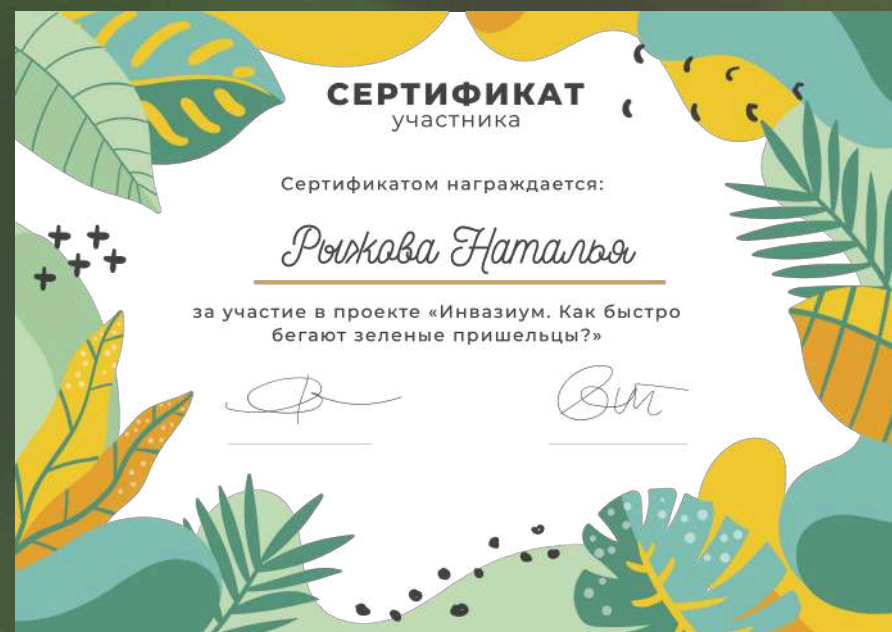 СЕРТИФИКАТ
участника
Сертификатом награждается:
Рыжкова Наталья
за участие в проекте «Инвазиум. Как быстро
бегают зеленые пришельцы?»